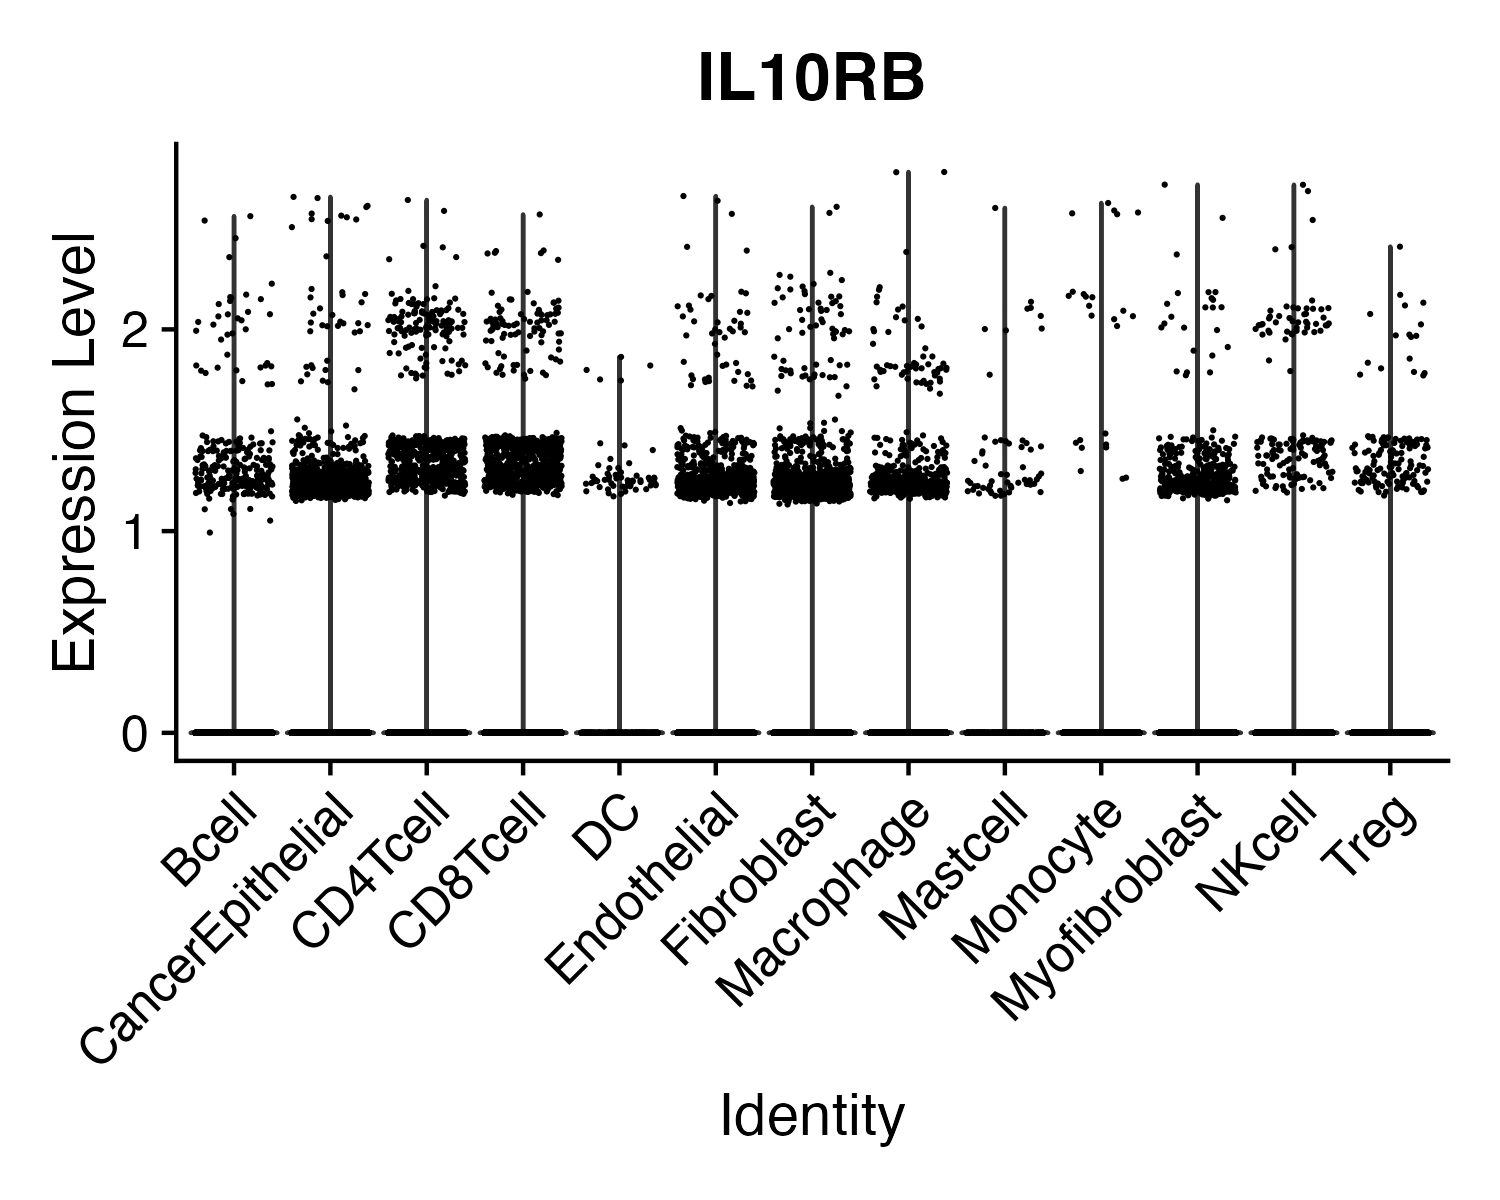 IL10RB
Expression Level
2
1
0
Bcell
CancerEpithelial
CD4Tcell
CD8Tcell
DC
Endothelial
Fibroblast
Macrophage
Mastcell
Monocyte
Myofibroblast
NKcell
Treg
Identity